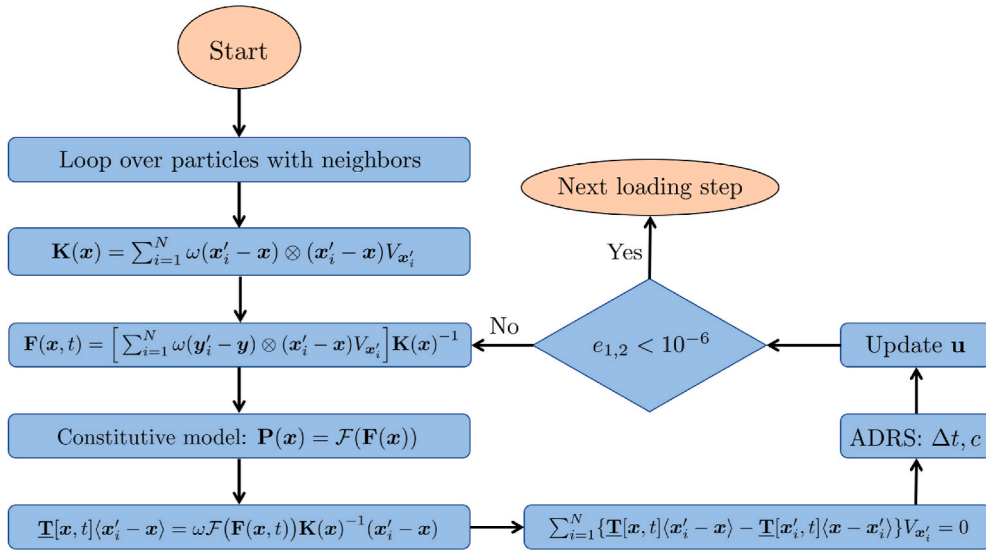 Start
Loop over particles with neighbors
K(x) = ∑_{i=1}^{N} ω(x′_i − x) ⊗ (x′_i − x)V_{x′_i}
F(x, t) = [∑_{i=1}^{N} ω(y′_i − y) ⊗ (x′_i − x)V_{x′_i}]K(x)^{−1}
Constitutive model: P(x) = ℱ(F(x))
T[x, t]⟨x′_i − x⟩ = ωℱ(F(x, t))K(x)^{−1}(x′_i − x)
∑_{i=1}^{N}{T[x, t]⟨x′_i − x⟩ − T[x′_i, t]⟨x − x′_i⟩}V_{x′_i} = 0
ADRS: Δt, c
Update u
e_{1,2} < 10^{−6}
No
Yes
Next loading step